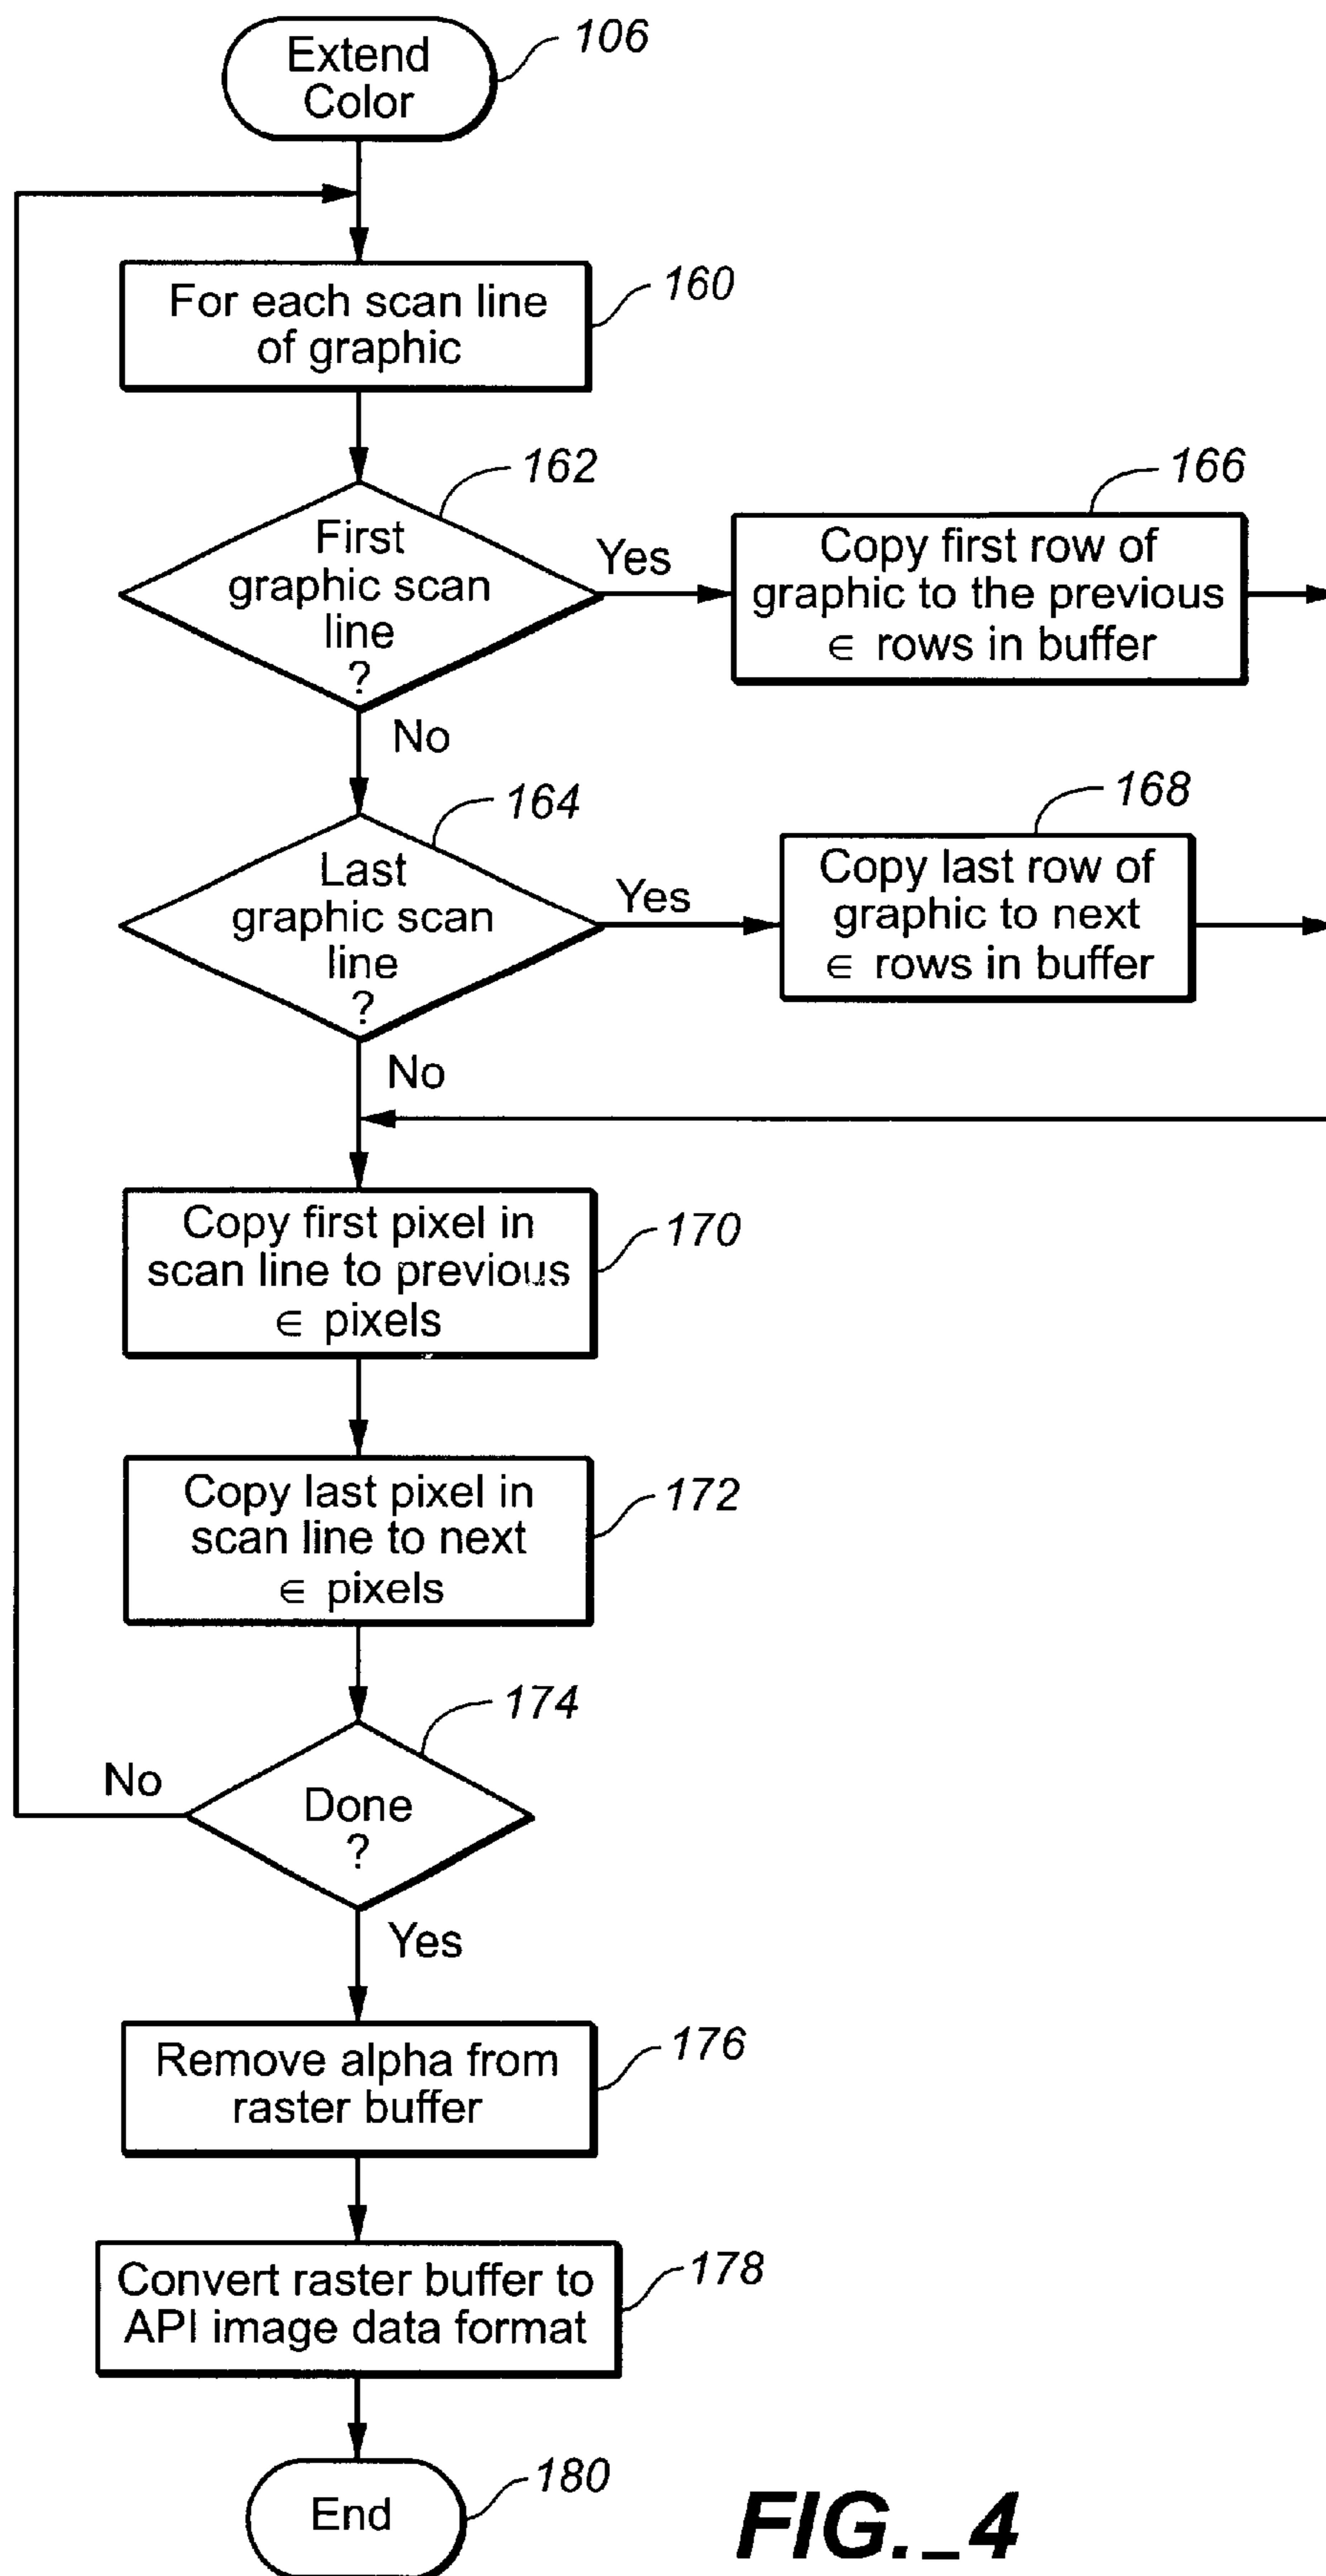 Extend
Color
106
For each scan line
of graphic
160
162
First
graphic scan
line
?
Yes
166
Copy first row of
graphic to the previous
∈ rows in buffer
No
164
Last
graphic scan
line
?
Yes
168
Copy last row of
graphic to next
∈ rows in buffer
No
Copy first pixel in
scan line to previous
∈ pixels
170
Copy last pixel in
scan line to next
∈ pixels
172
174
No
Done
?
Yes
Remove alpha from
raster buffer
176
Convert raster buffer to
API image data format
178
End
180
FIG._4